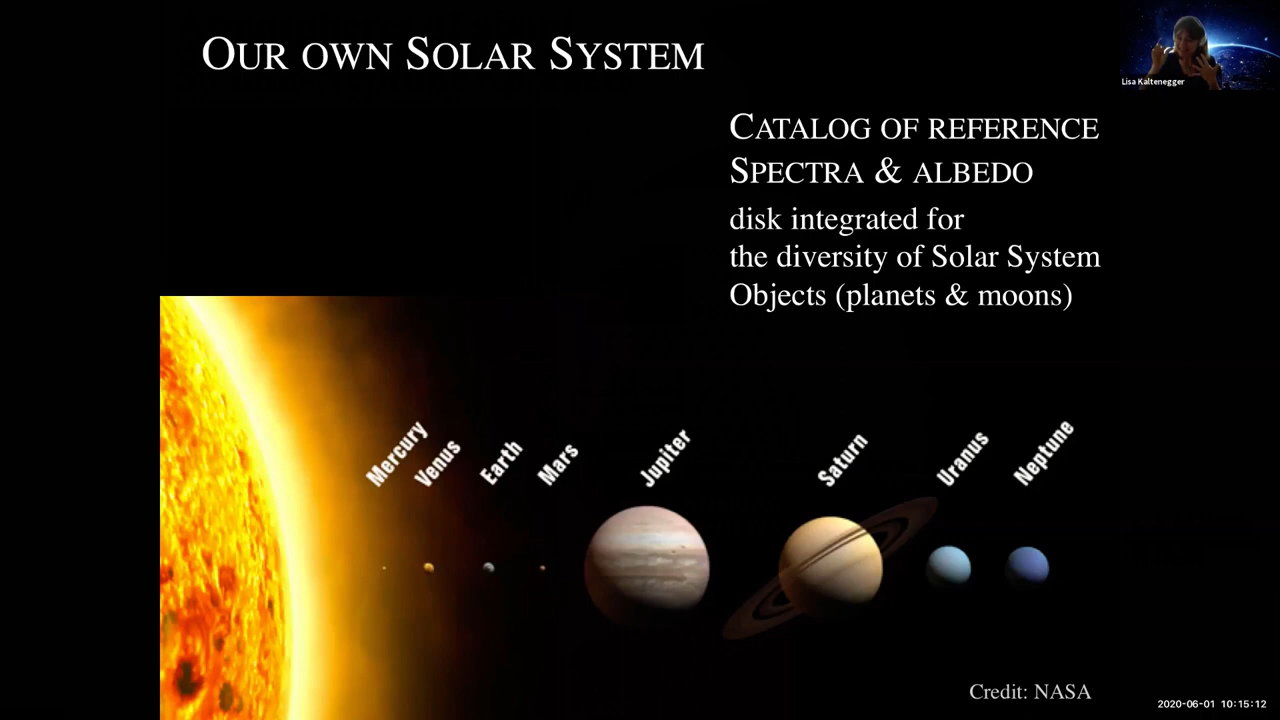 OUR OWN SOLAR SYSTEM
Lisa Kaltenegger
CATALOG OF REFERENCE
SPECTRA & ALBEDO
disk integrated for
the diversity of Solar System
Objects (planets & moons)
Mercury
Venus
Earth
Mars
Jupiter
Saturn
Uranus
Neptune
Credit: NASA
2020-06-01 10:15:12